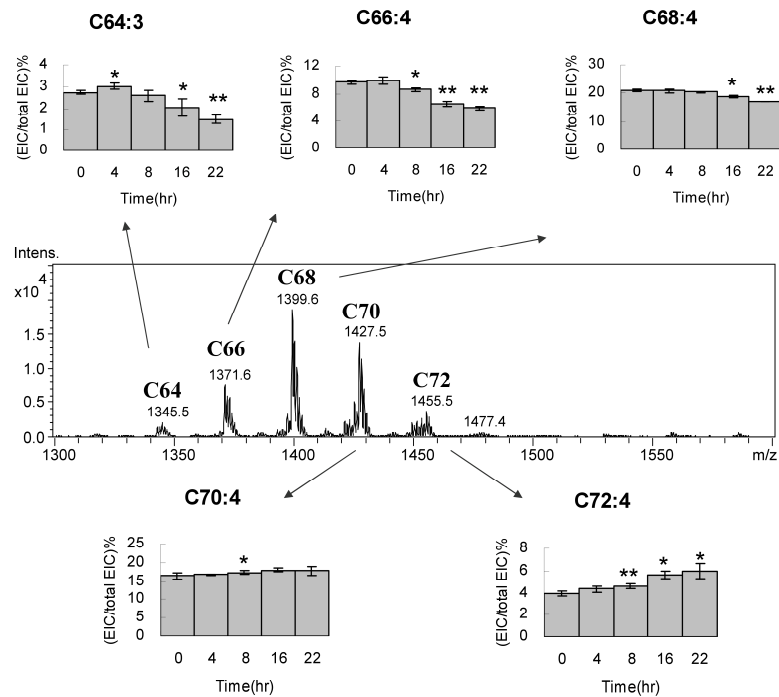 C64:3
C66:4
C68:4
(EIC/total EIC)%
4
3
2
1
0
*
*
**
0 4 8 16 22
Time(hr)
(EIC/total EIC)%
12
8
4
0
*
**
**
0 4 8 16 22
Time(hr)
(EIC/total EIC)%
30
20
10
0
*
**
0 4 8 16 22
Time(hr)
Intens.
x10 4
1.5
1.0
0.5
0.0
C64
1345.5
C66
1371.6
C68
1399.6
C70
1427.5
C72
1455.5
1477.4
1300 1350 1400 1450 1500 1550 m/z
C70:4
C72:4
(EIC/total EIC)%
25
20
15
10
5
0
*
0 4 8 16 22
Time(hr)
(EIC/total EIC)%
8
6
4
2
0
**
*
*
0 4 8 16 22
Time(hr)